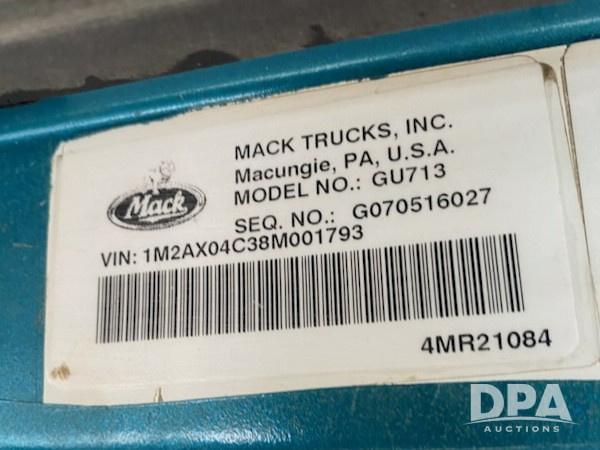 MACK TRUCKS, INC.
Macungie, PA, U.S.A.
MODEL NO.: GU713
SEQ. NO.: G070516027
Mack
VIN: 1M2AX04C38M001793
4MR21084
DPA
AUCTIONS